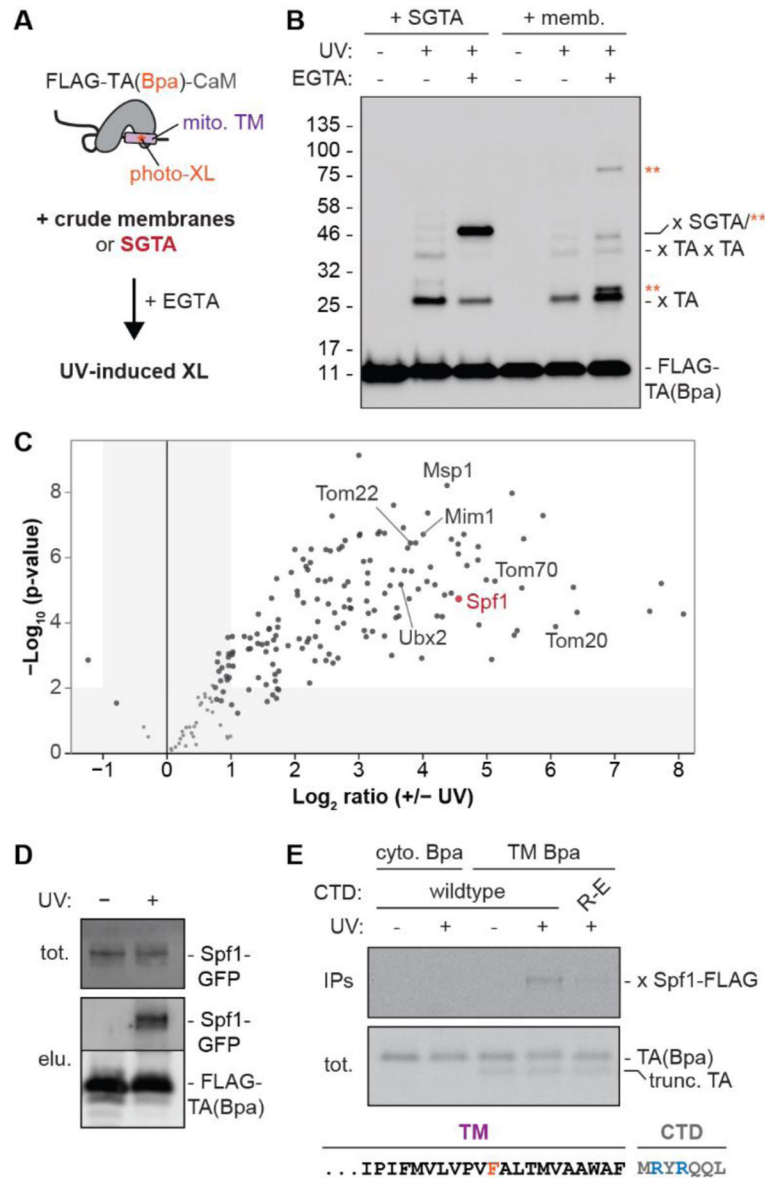 A
FLAG-TA(Bpa)-CaM
mito. TM
photo-XL
+ crude membranes
or SGTA
+ EGTA
UV-induced XL
B
+ SGTA + memb.
UV: - + + - + +
EGTA: + +
135 -
100 -
75 -
58 -
46 -
32 -
25 -
17 -
11 -
**
x SGTA/**
- x TA x TA
**
- x TA
- FLAG-
TA(Bpa)
C
−Log10 (p-value)
8
6
4
2
0
Msp1
Tom22
Mim1
Tom70
Spf1
Ubx2
Tom20
−1 0 1 2 3 4 5 6 7 8
Log2 ratio (+/− UV)
D
UV: − +
tot.
- Spf1-
GFP
elu.
- Spf1-
GFP
- FLAG-
TA(Bpa)
E
cyto. Bpa TM Bpa
CTD: wildtype R-E
UV: - + - + +
IPs
- x Spf1-FLAG
tot.
- TA(Bpa)
trunc. TA
TM CTD
...IPIFMVLVPVFALTMVAAWAF MRYRQQL